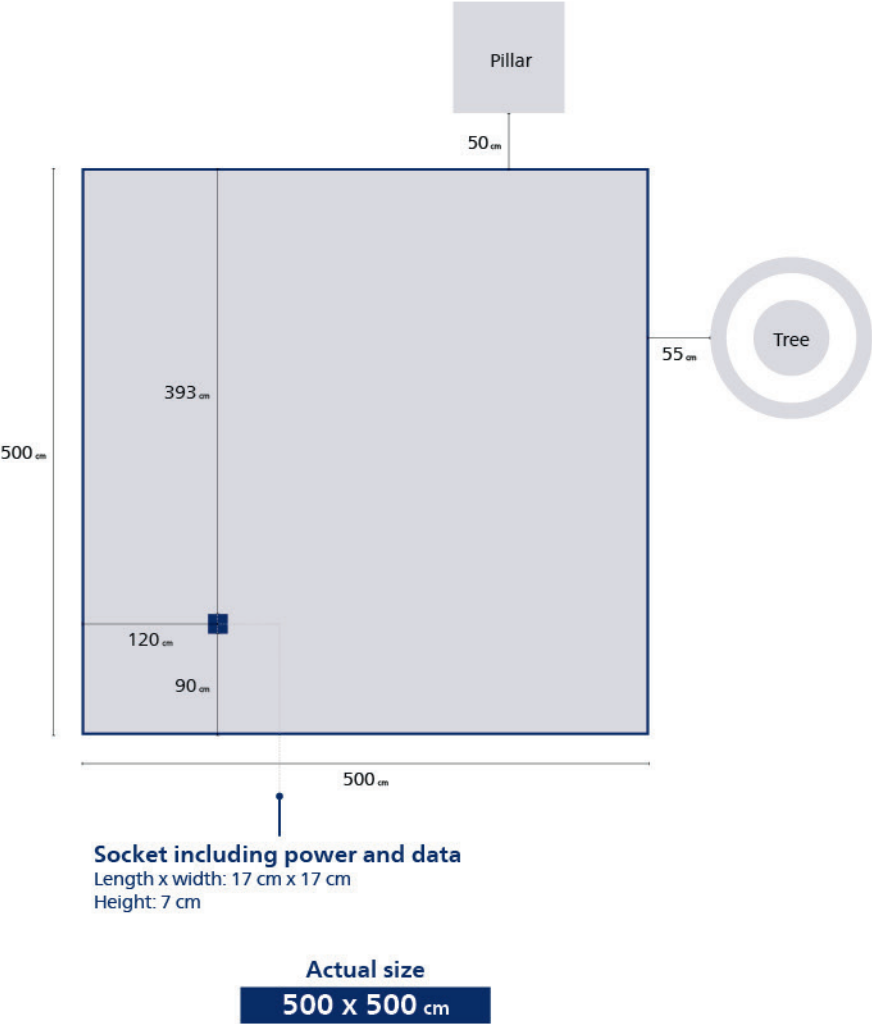 Pillar
50 cm
Tree
55 cm
393 cm
500 cm
120 cm
90 cm
500 cm
Socket including power and data
Length x width: 17 cm x 17 cm
Height: 7 cm
Actual size
500 x 500 cm